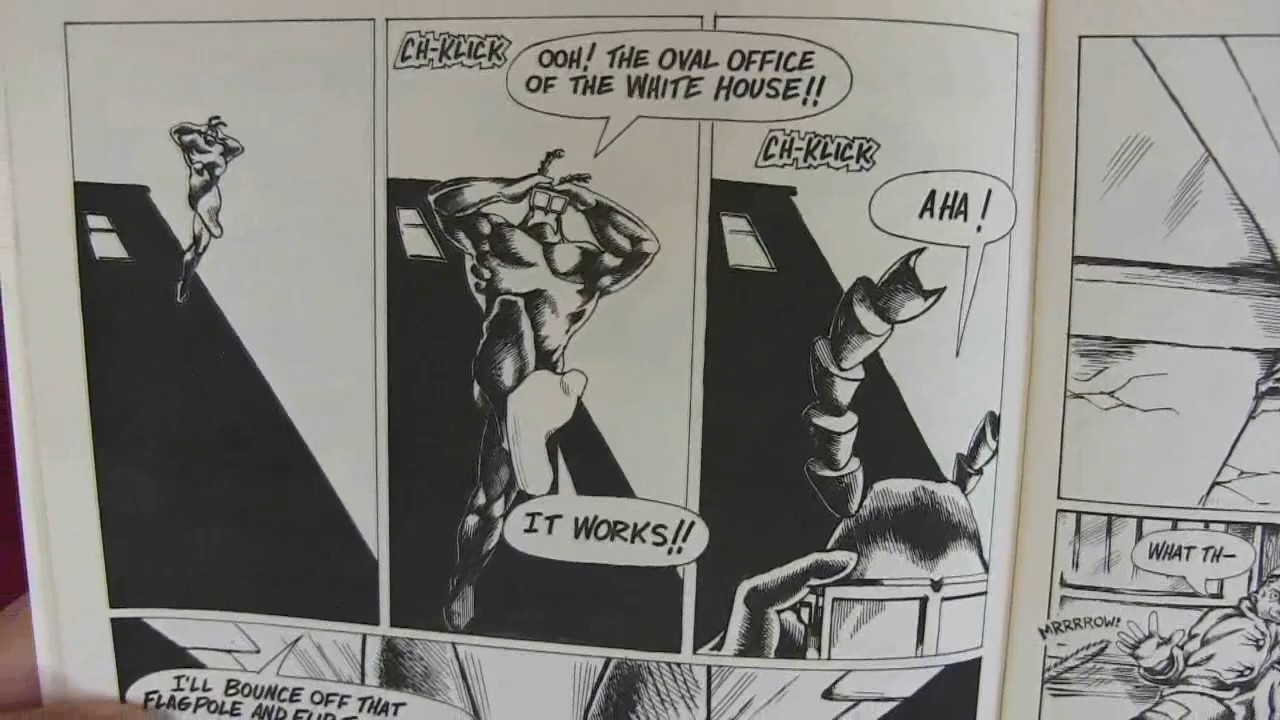 CH-KLICK
OOH! THE OVAL OFFICE
OF THE WHITE HOUSE!!
IT WORKS!!
CH-KLICK
AHA!
I'LL BOUNCE OFF THAT
FLAGPOLE AND
WHAT TH—
MRRRROW!